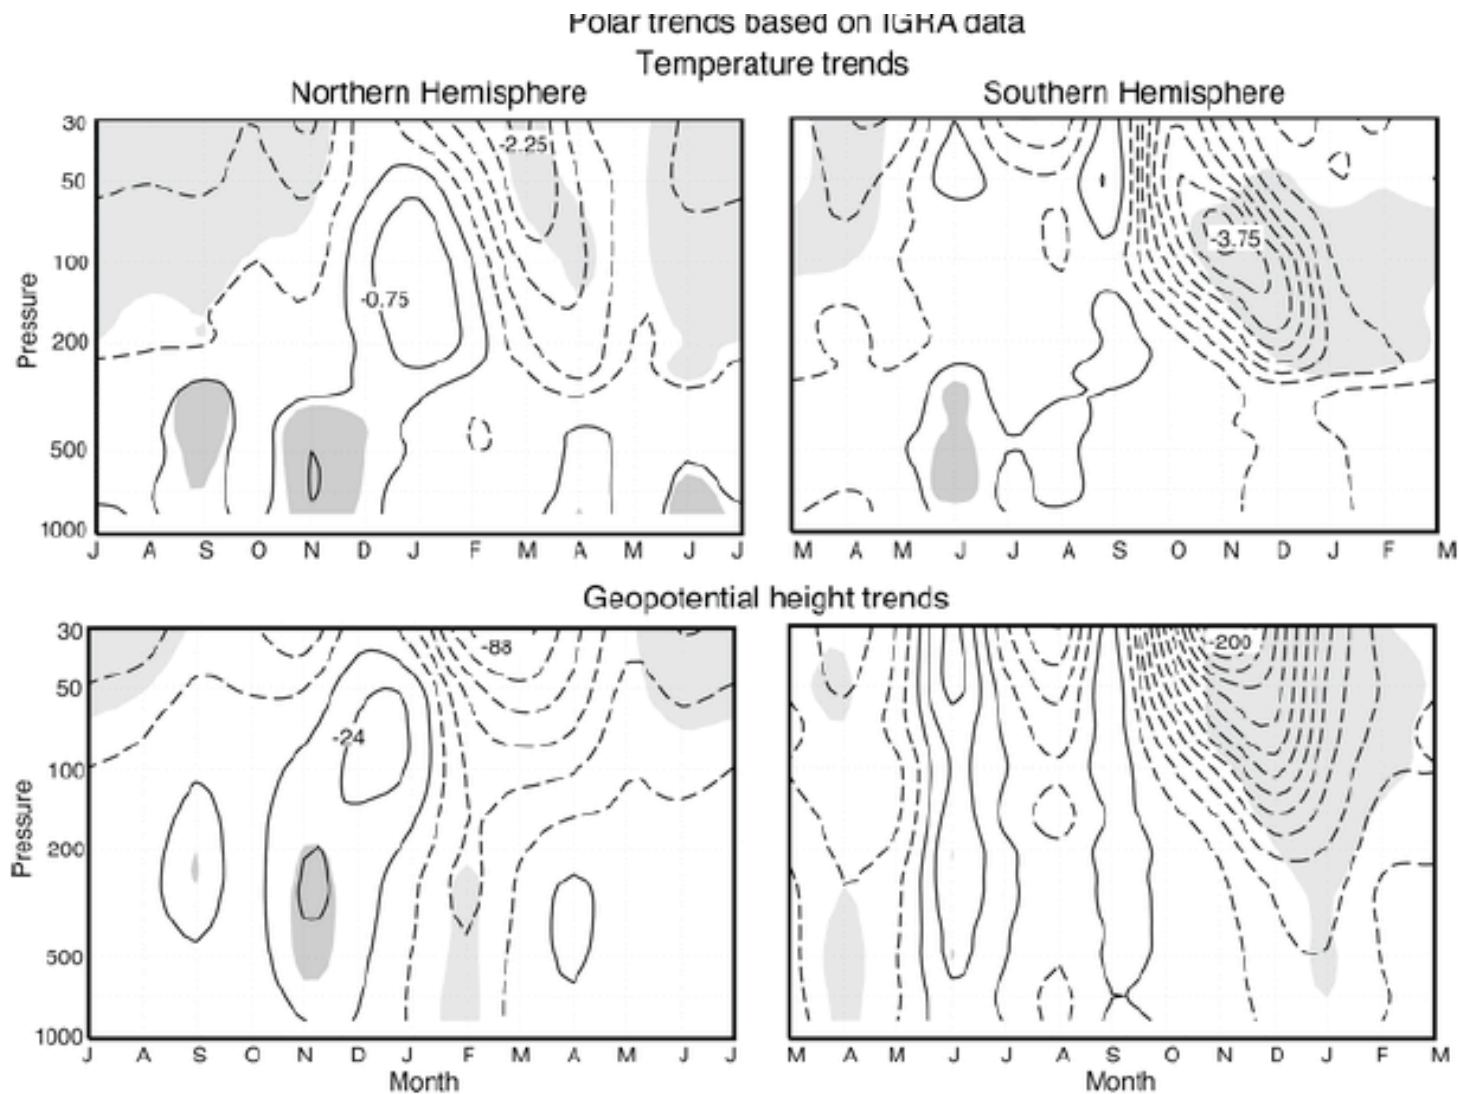 Polar trends based on IGRA data
Temperature trends
Northern Hemisphere Southern Hemisphere
Pressure
30
50
100
200
500
1000
-2.25
-0.75
J A S O N D J F M A M J J
-3.75
M A M J J A S O N D J F M
Geopotential height trends
Pressure
30
50
100
200
500
1000
-88
-24
J A S O N D J F M A M J J
Month
-200
M A M J J A S O N D J F M
Month